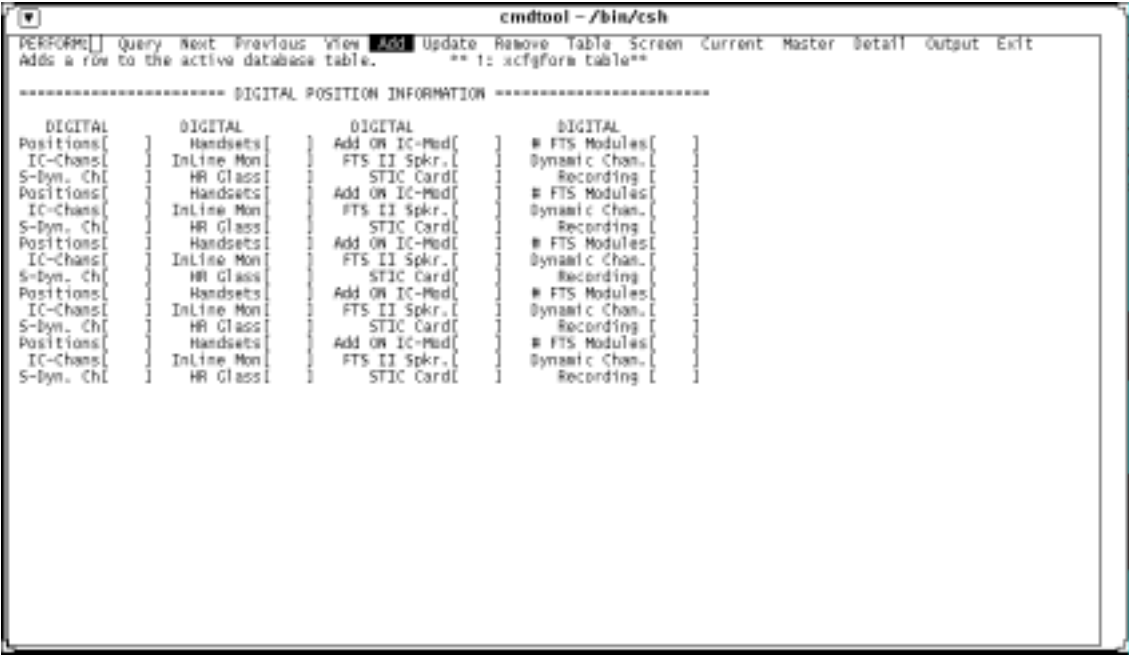 cmdtool - /bin/csh
PERFORM:[] Query Next Previous View Add Update Remove Table Screen Current Master Detail Output Exit
Adds a row to the active database table. ** 1: xcfgform table**
======================= DIGITAL POSITION INFORMATION ========================
DIGITAL DIGITAL DIGITAL DIGITAL
Positions[ ] Handsets[ ] Add ON IC-Mod[ ] # FTS Modules[ ]
IC-Chans[ ] InLine Mon[ ] FTS II Spkr.[ ] Dynamic Chan.[ ]
S-Dyn. Ch[ ] HR Glass[ ] STIC Card[ ] Recording [ ]
Positions[ ] Handsets[ ] Add ON IC-Mod[ ] # FTS Modules[ ]
IC-Chans[ ] InLine Mon[ ] FTS II Spkr.[ ] Dynamic Chan.[ ]
S-Dyn. Ch[ ] HR Glass[ ] STIC Card[ ] Recording [ ]
Positions[ ] Handsets[ ] Add ON IC-Mod[ ] # FTS Modules[ ]
IC-Chans[ ] InLine Mon[ ] FTS II Spkr.[ ] Dynamic Chan.[ ]
S-Dyn. Ch[ ] HR Glass[ ] STIC Card[ ] Recording [ ]
Positions[ ] Handsets[ ] Add ON IC-Mod[ ] # FTS Modules[ ]
IC-Chans[ ] InLine Mon[ ] FTS II Spkr.[ ] Dynamic Chan.[ ]
S-Dyn. Ch[ ] HR Glass[ ] STIC Card[ ] Recording [ ]
Positions[ ] Handsets[ ] Add ON IC-Mod[ ] # FTS Modules[ ]
IC-Chans[ ] InLine Mon[ ] FTS II Spkr.[ ] Dynamic Chan.[ ]
S-Dyn. Ch[ ] HR Glass[ ] STIC Card[ ] Recording [ ]